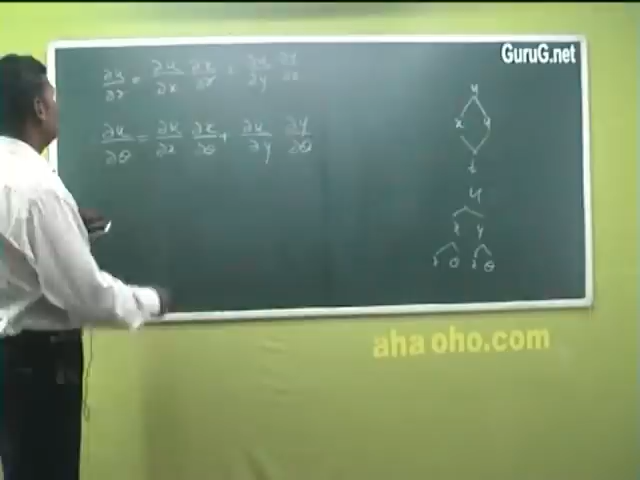 GuruG.net
∂u/∂r = ∂u/∂x ∂x/∂r + ∂u/∂y
∂u/∂θ = ∂u/∂x ∂x/∂θ + ∂u/∂y ∂y/∂θ
u
x y
t
u
x y
r θ r θ
aha oho.com